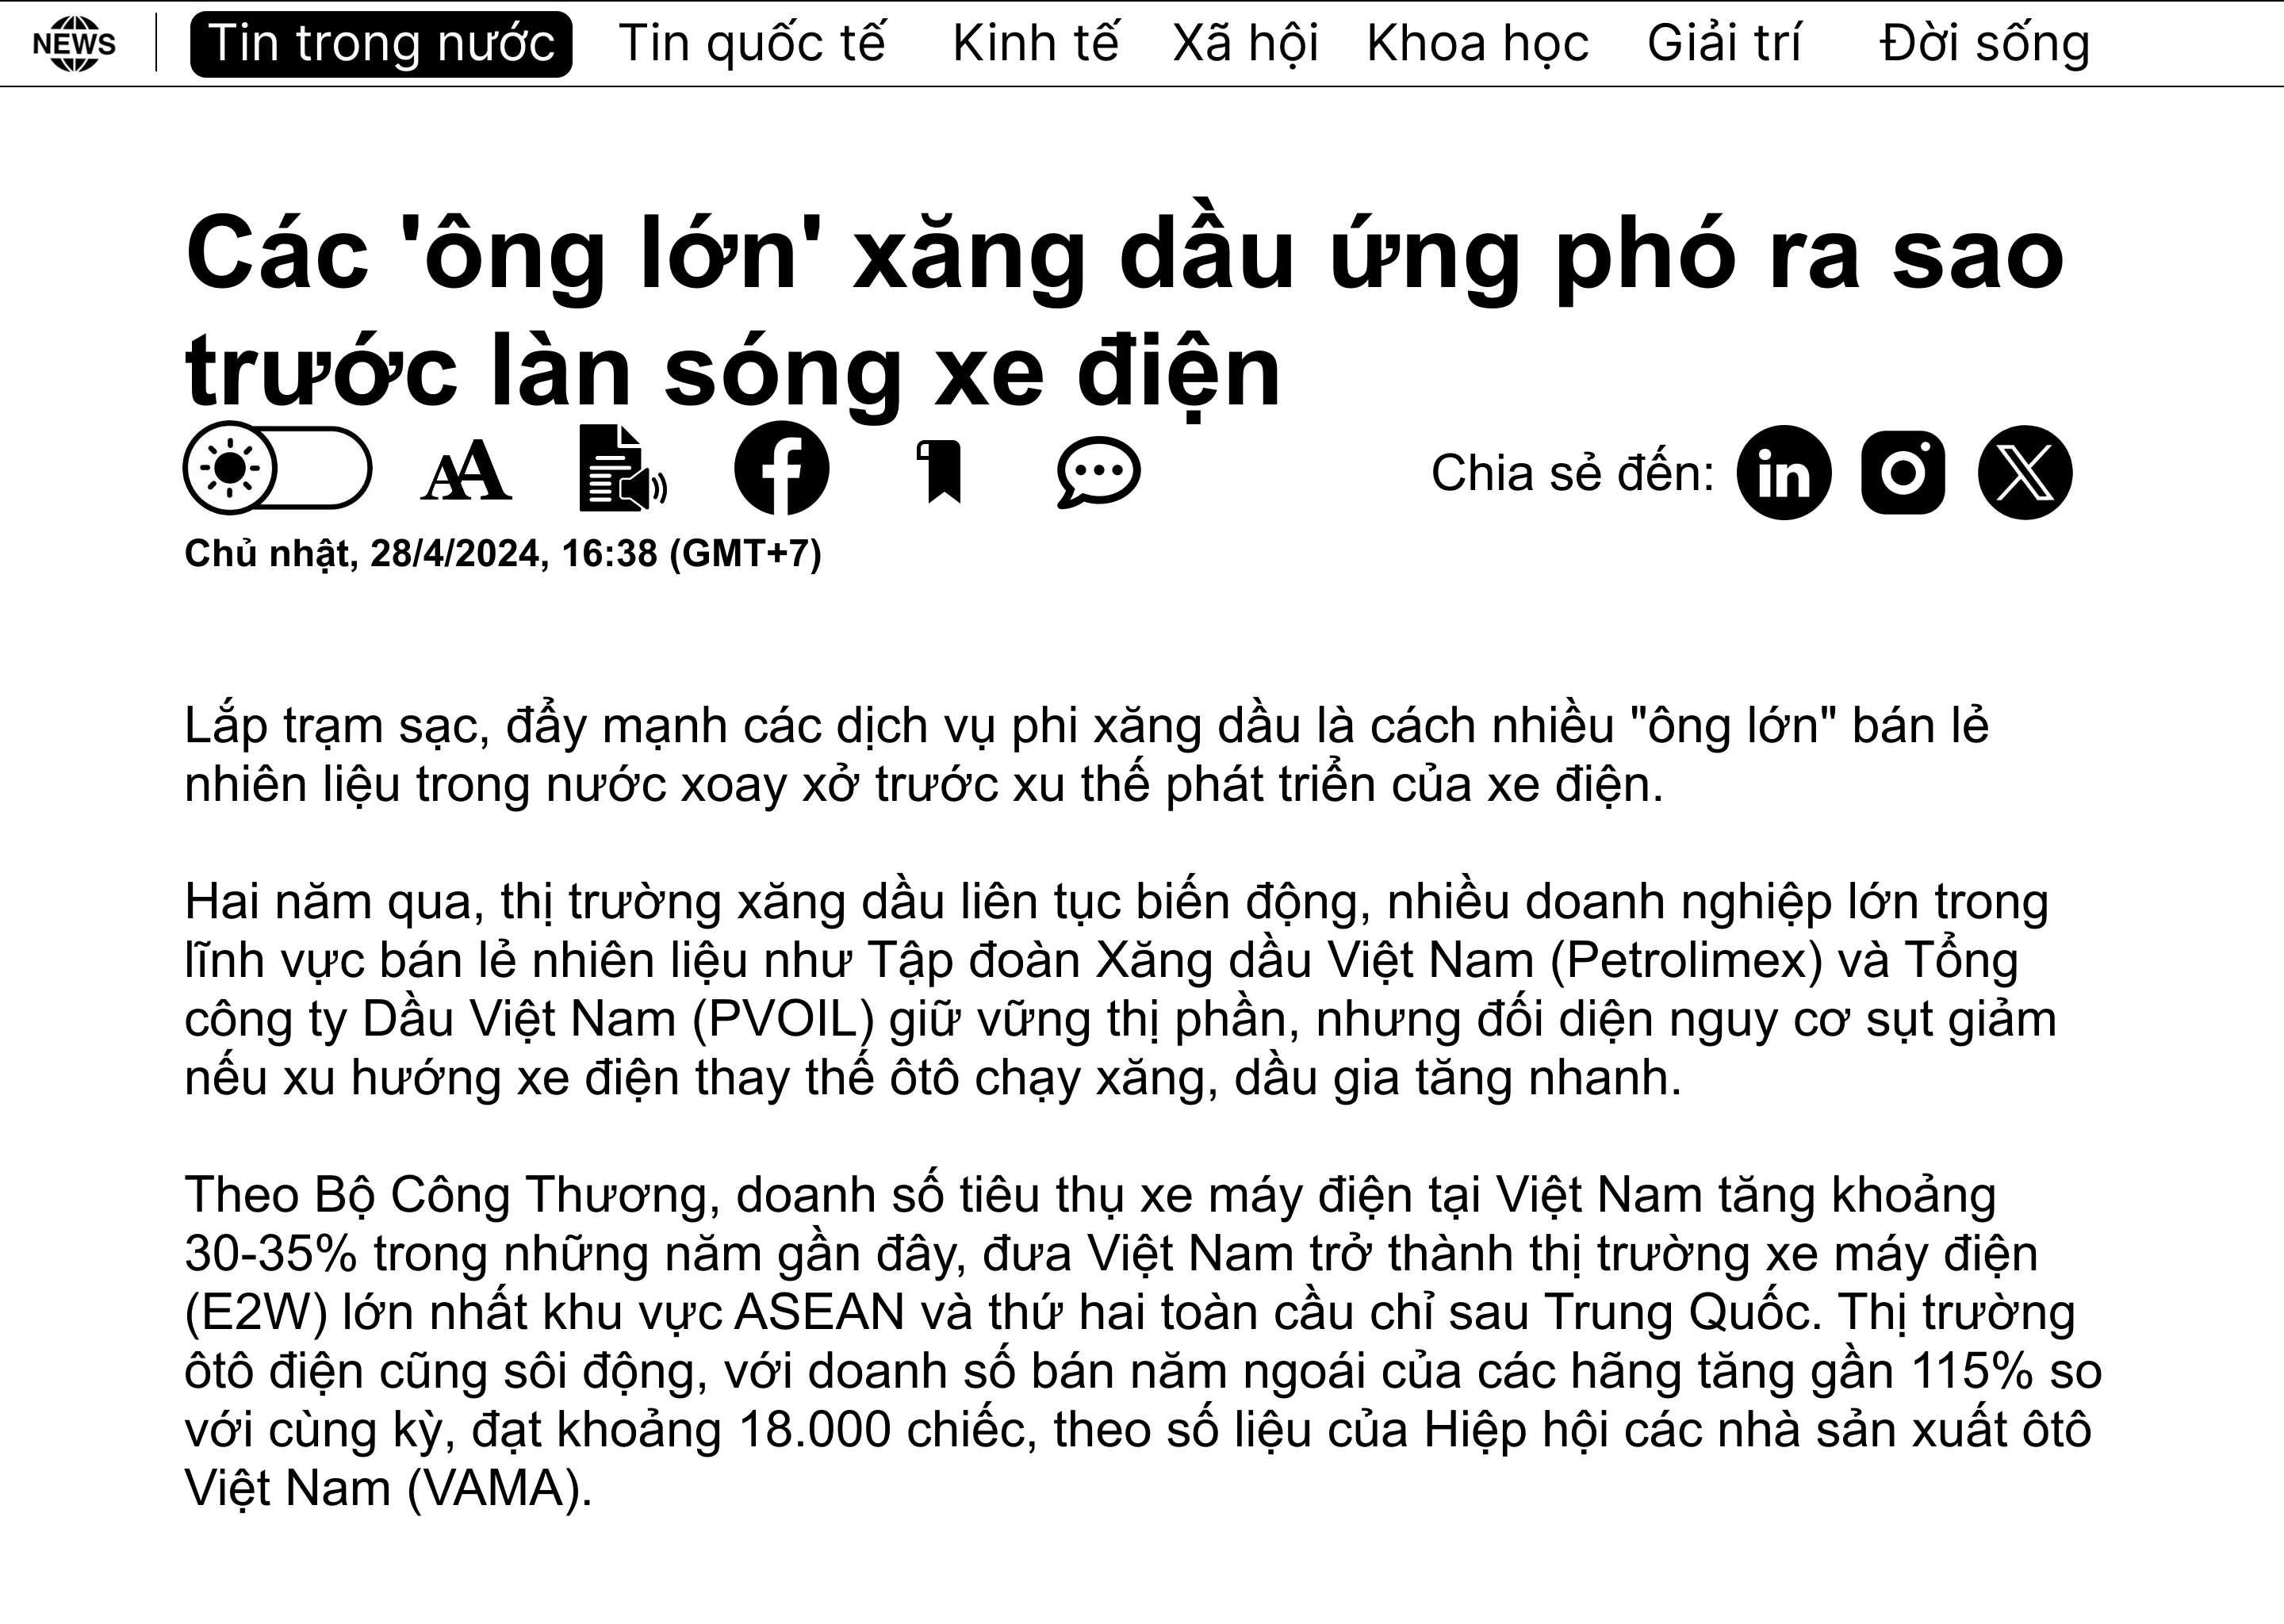 NEWS
Tin trong nước
Tin quốc tế
Kinh tế
Xã hội
Khoa học
Giải trí
Đời sống
Các 'ông lớn' xăng dầu ứng phó ra sao
trước làn sóng xe điện
AA
Chia sẻ đến:
Chủ nhật, 28/4/2024, 16:38 (GMT+7)
Lắp trạm sạc, đẩy mạnh các dịch vụ phi xăng dầu là cách nhiều "ông lớn" bán lẻ
nhiên liệu trong nước xoay xở trước xu thế phát triển của xe điện.
Hai năm qua, thị trường xăng dầu liên tục biến động, nhiều doanh nghiệp lớn trong
lĩnh vực bán lẻ nhiên liệu như Tập đoàn Xăng dầu Việt Nam (Petrolimex) và Tổng
công ty Dầu Việt Nam (PVOIL) giữ vững thị phần, nhưng đối diện nguy cơ sụt giảm
nếu xu hướng xe điện thay thế ôtô chạy xăng, dầu gia tăng nhanh.
Theo Bộ Công Thương, doanh số tiêu thụ xe máy điện tại Việt Nam tăng khoảng
30-35% trong những năm gần đây, đưa Việt Nam trở thành thị trường xe máy điện
(E2W) lớn nhất khu vực ASEAN và thứ hai toàn cầu chỉ sau Trung Quốc. Thị trường
ôtô điện cũng sôi động, với doanh số bán năm ngoái của các hãng tăng gần 115% so
với cùng kỳ, đạt khoảng 18.000 chiếc, theo số liệu của Hiệp hội các nhà sản xuất ôtô
Việt Nam (VAMA).